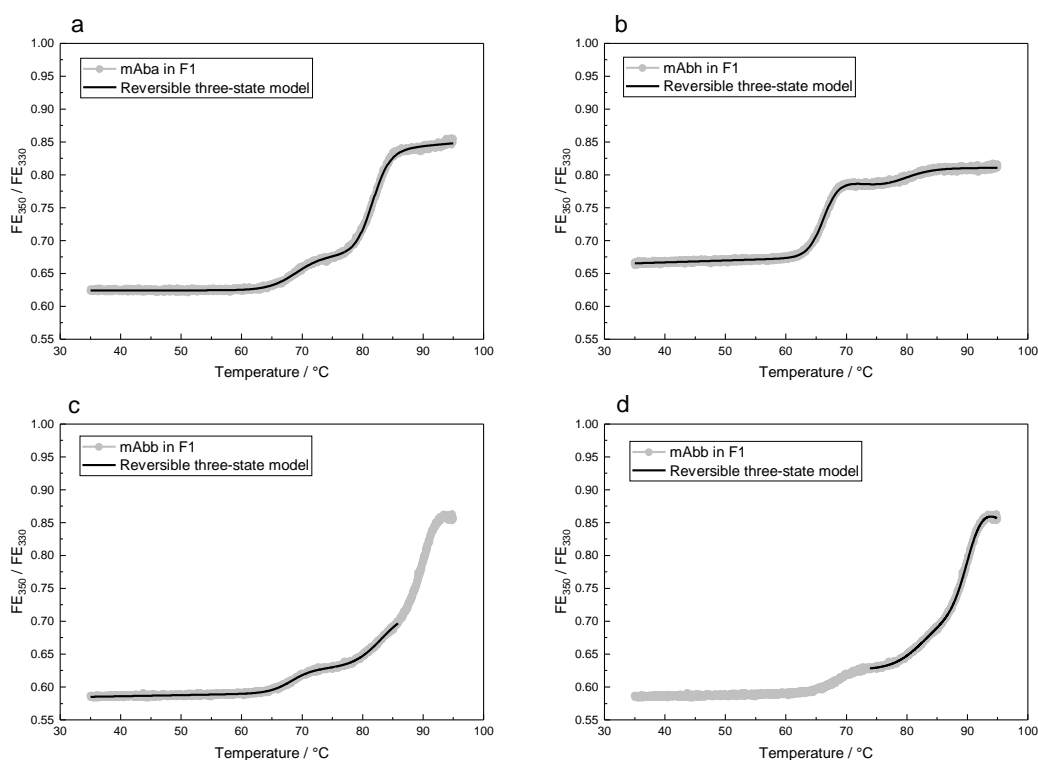 a
1.00
0.95
0.90
0.85
0.80
0.75
0.70
0.65
0.60
0.55
FE350 / FE330
mAba in F1
Reversible three-state model
30 40 50 60 70 80 90 100
Temperature / °C
b
1.00
0.95
0.90
0.85
0.80
0.75
0.70
0.65
0.60
0.55
FE350 / FE330
mAbh in F1
Reversible three-state model
30 40 50 60 70 80 90 100
Temperature / °C
c
1.00
0.95
0.90
0.85
0.80
0.75
0.70
0.65
0.60
0.55
FE350 / FE330
mAbb in F1
Reversible three-state model
30 40 50 60 70 80 90 100
Temperature / °C
d
1.00
0.95
0.90
0.85
0.80
0.75
0.70
0.65
0.60
0.55
FE350 / FE330
mAbb in F1
Reversible three-state model
30 40 50 60 70 80 90 100
Temperature / °C